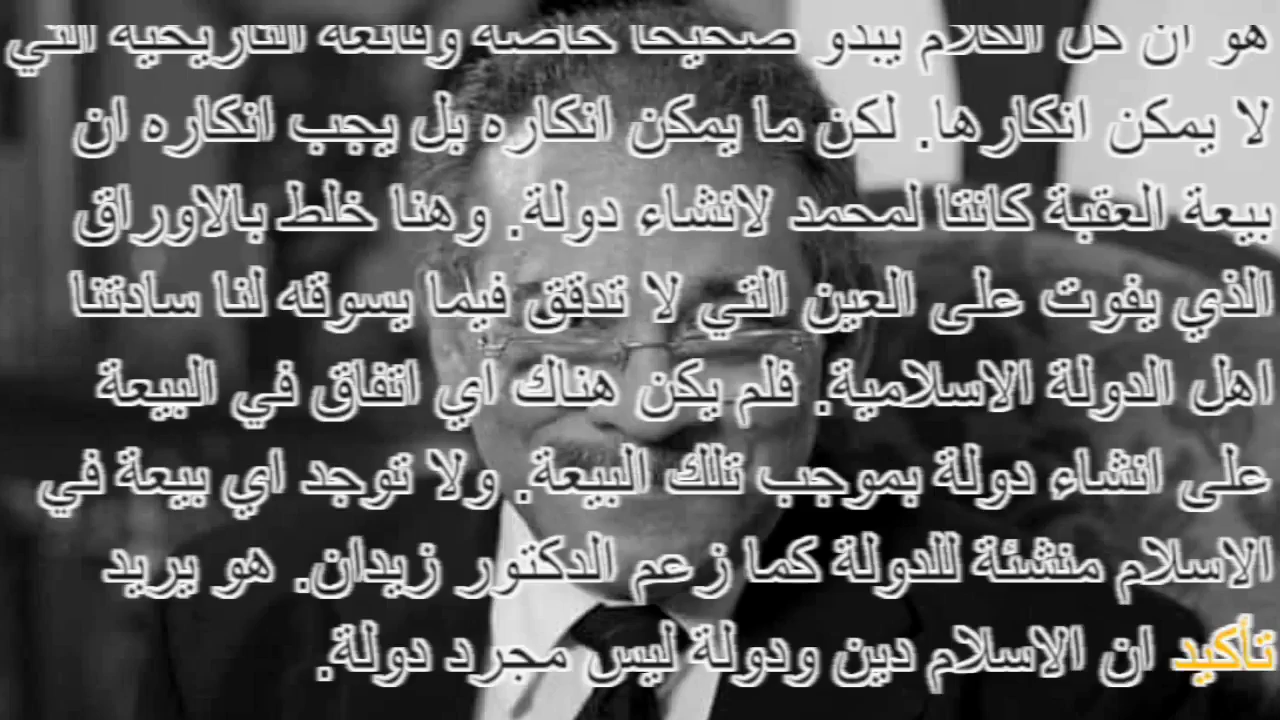 هو ان كل الكلام يبدو صحيحا خاصة وقائعه التاريخية التي
لا يمكن انكارها. لكن ما يمكن انكاره بل يجب انكاره ان
بيعة العقبة كانتا لمحمد لانشاء دولة. وهنا خلط بالاوراق
الذي يفوت على العين التي لا تدقق فيما يسوقه لنا سادتنا
اهل الدولة الاسلامية. فلم يكن هناك اي اتفاق في البيعة
على انشاء دولة بموجب تلك البيعة. ولا توجد اي بيعة في
الاسلام منشئة للدولة كما زعم الدكتور زيدان. هو يريد
تأكيد ان الاسلام دين ودولة ليس مجرد دولة.